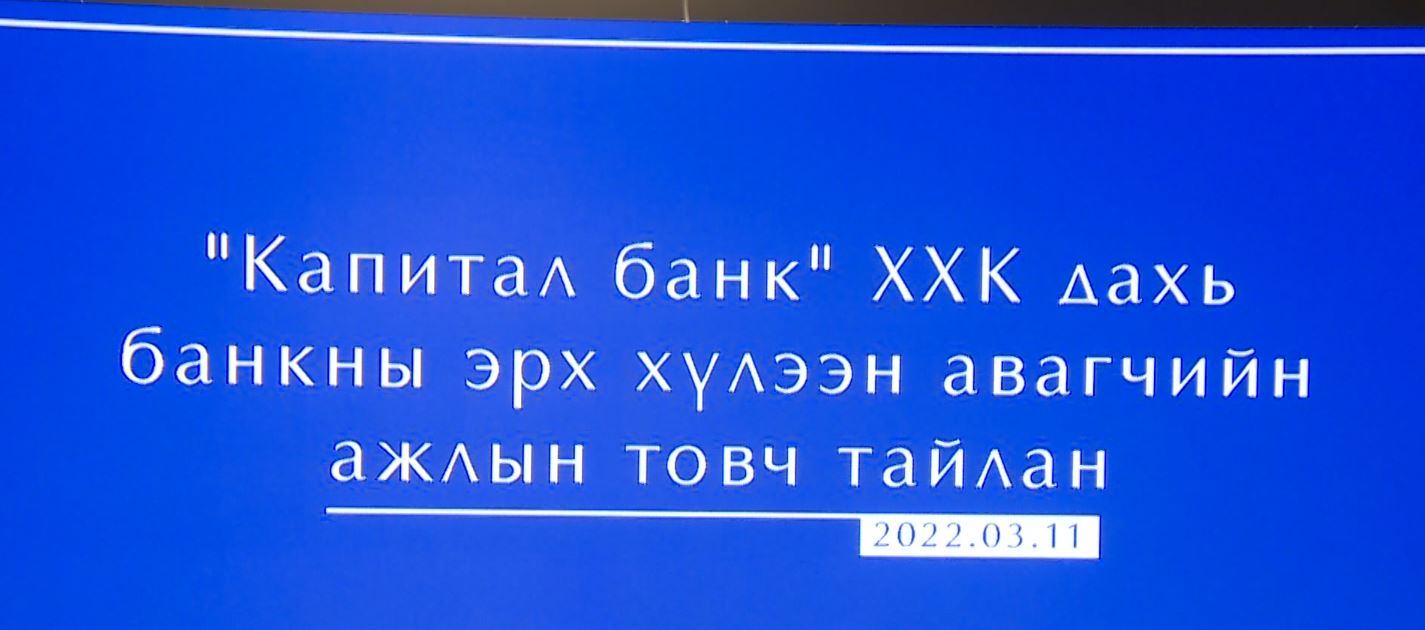 "Капитал банк" ХХК дахь
банкны эрх хүлээн авагчийн
ажлын товч тайлан
2022.03.11